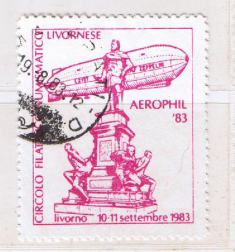 CIRCOLO FILATELICO NUMISMATICO LIVORNESE
AEROPHIL
'83
livorno 10-11 settembre 1983